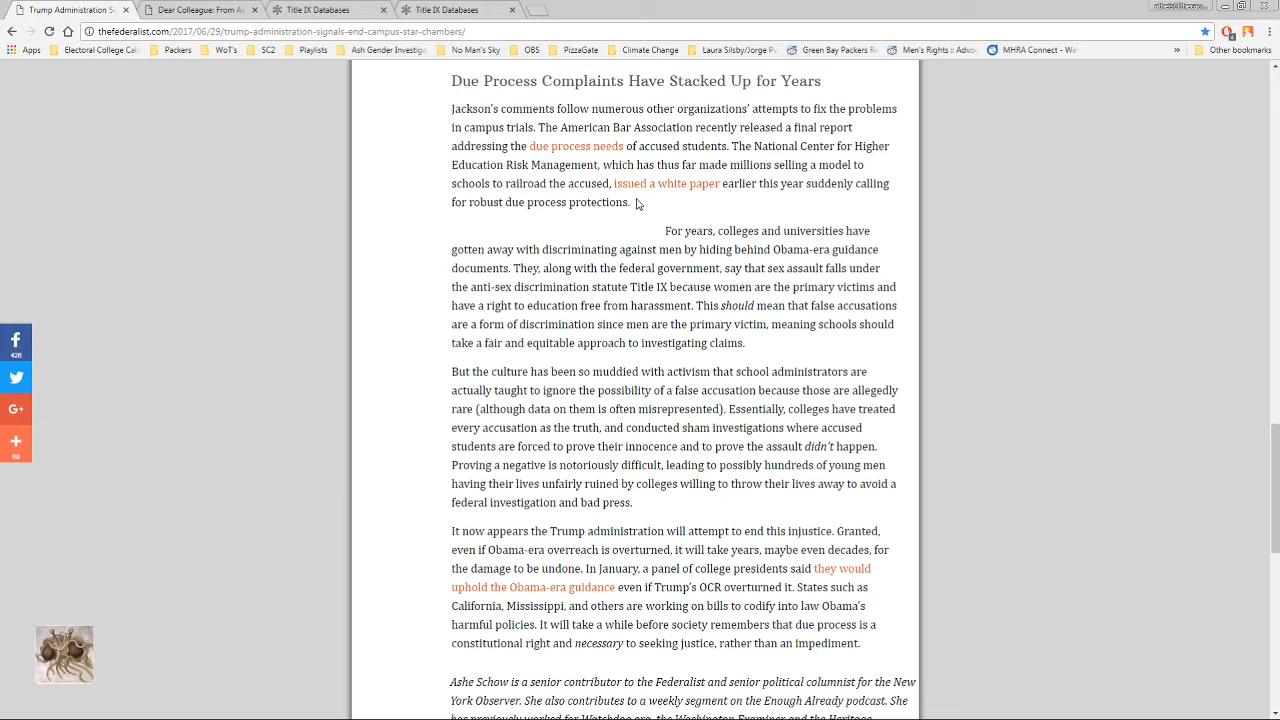 Trump Administration Si
Dear Colleague: From As
Title IX Databases
Title IX Databases
thefederalist.com/2017/06/29/trump-administration-signals-end-campus-star-chambers/
Apps
Electoral College Calc
Packers
WoT's
SC2
Playlists
Ash Gender Investiga
No Man's Sky
OBS
PizzaGate
Climate Change
Laura Silsby/Jorge Pu
Green Bay Packers Ra
Men's Rights :: Advoc
MHRA Connect - We
»
Other bookmarks
Due Process Complaints Have Stacked Up for Years
Jackson's comments follow numerous other organizations' attempts to fix the problems
in campus trials. The American Bar Association recently released a final report
addressing the due process needs of accused students. The National Center for Higher
Education Risk Management, which has thus far made millions selling a model to
schools to railroad the accused, issued a white paper earlier this year suddenly calling
for robust due process protections.
For years, colleges and universities have
gotten away with discriminating against men by hiding behind Obama-era guidance
documents. They, along with the federal government, say that sex assault falls under
the anti-sex discrimination statute Title IX because women are the primary victims and
have a right to education free from harassment. This should mean that false accusations
are a form of discrimination since men are the primary victim, meaning schools should
take a fair and equitable approach to investigating claims.
But the culture has been so muddied with activism that school administrators are
actually taught to ignore the possibility of a false accusation because those are allegedly
rare (although data on them is often misrepresented). Essentially, colleges have treated
every accusation as the truth, and conducted sham investigations where accused
students are forced to prove their innocence and to prove the assault didn't happen.
Proving a negative is notoriously difficult, leading to possibly hundreds of young men
having their lives unfairly ruined by colleges willing to throw their lives away to avoid a
federal investigation and bad press.
It now appears the Trump administration will attempt to end this injustice. Granted,
even if Obama-era overreach is overturned, it will take years, maybe even decades, for
the damage to be undone. In January, a panel of college presidents said they would
uphold the Obama-era guidance even if Trump's OCR overturned it. States such as
California, Mississippi, and others are working on bills to codify into law Obama's
harmful policies. It will take a while before society remembers that due process is a
constitutional right and necessary to seeking justice, rather than an impediment.
Ashe Schow is a senior contributor to the Federalist and senior political columnist for the New
York Observer. She also contributes to a weekly segment on the Enough Already podcast. She
has previously worked for Watchdog.org, the Washington Examiner and the Heritage
426
G+
69